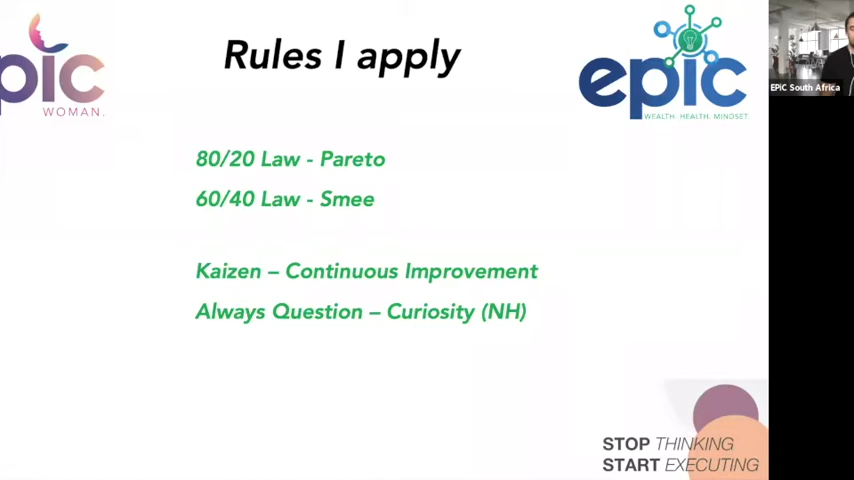 Rules I apply
pic
WOMAN.
epic
WEALTH. HEALTH. MINDSET
EPiC South Africa
80/20 Law - Pareto
60/40 Law - Smee
Kaizen – Continuous Improvement
Always Question – Curiosity (NH)
STOP THINKING
START EXECUTING